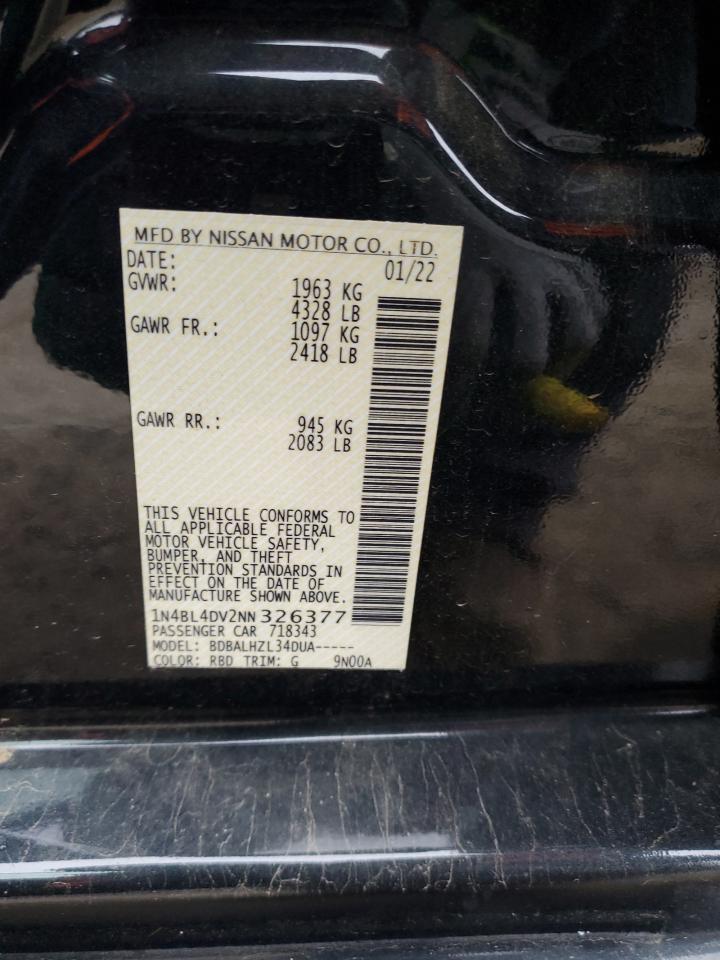 MFD BY NISSAN MOTOR CO., LTD.
DATE: 01/22
GVWR: 1963 KG
4328 LB
GAWR FR.: 1097 KG
2418 LB
GAWR RR.: 945 KG
2083 LB
THIS VEHICLE CONFORMS TO
ALL APPLICABLE FEDERAL
MOTOR VEHICLE SAFETY,
BUMPER, AND THEFT
PREVENTION STANDARDS IN
EFFECT ON THE DATE OF
MANUFACTURE SHOWN ABOVE.
1N4BL4DV2NN326377
PASSENGER CAR 718343
MODEL: BDBALHZL34DUA-----
COLOR: RBD TRIM: G 9N00A